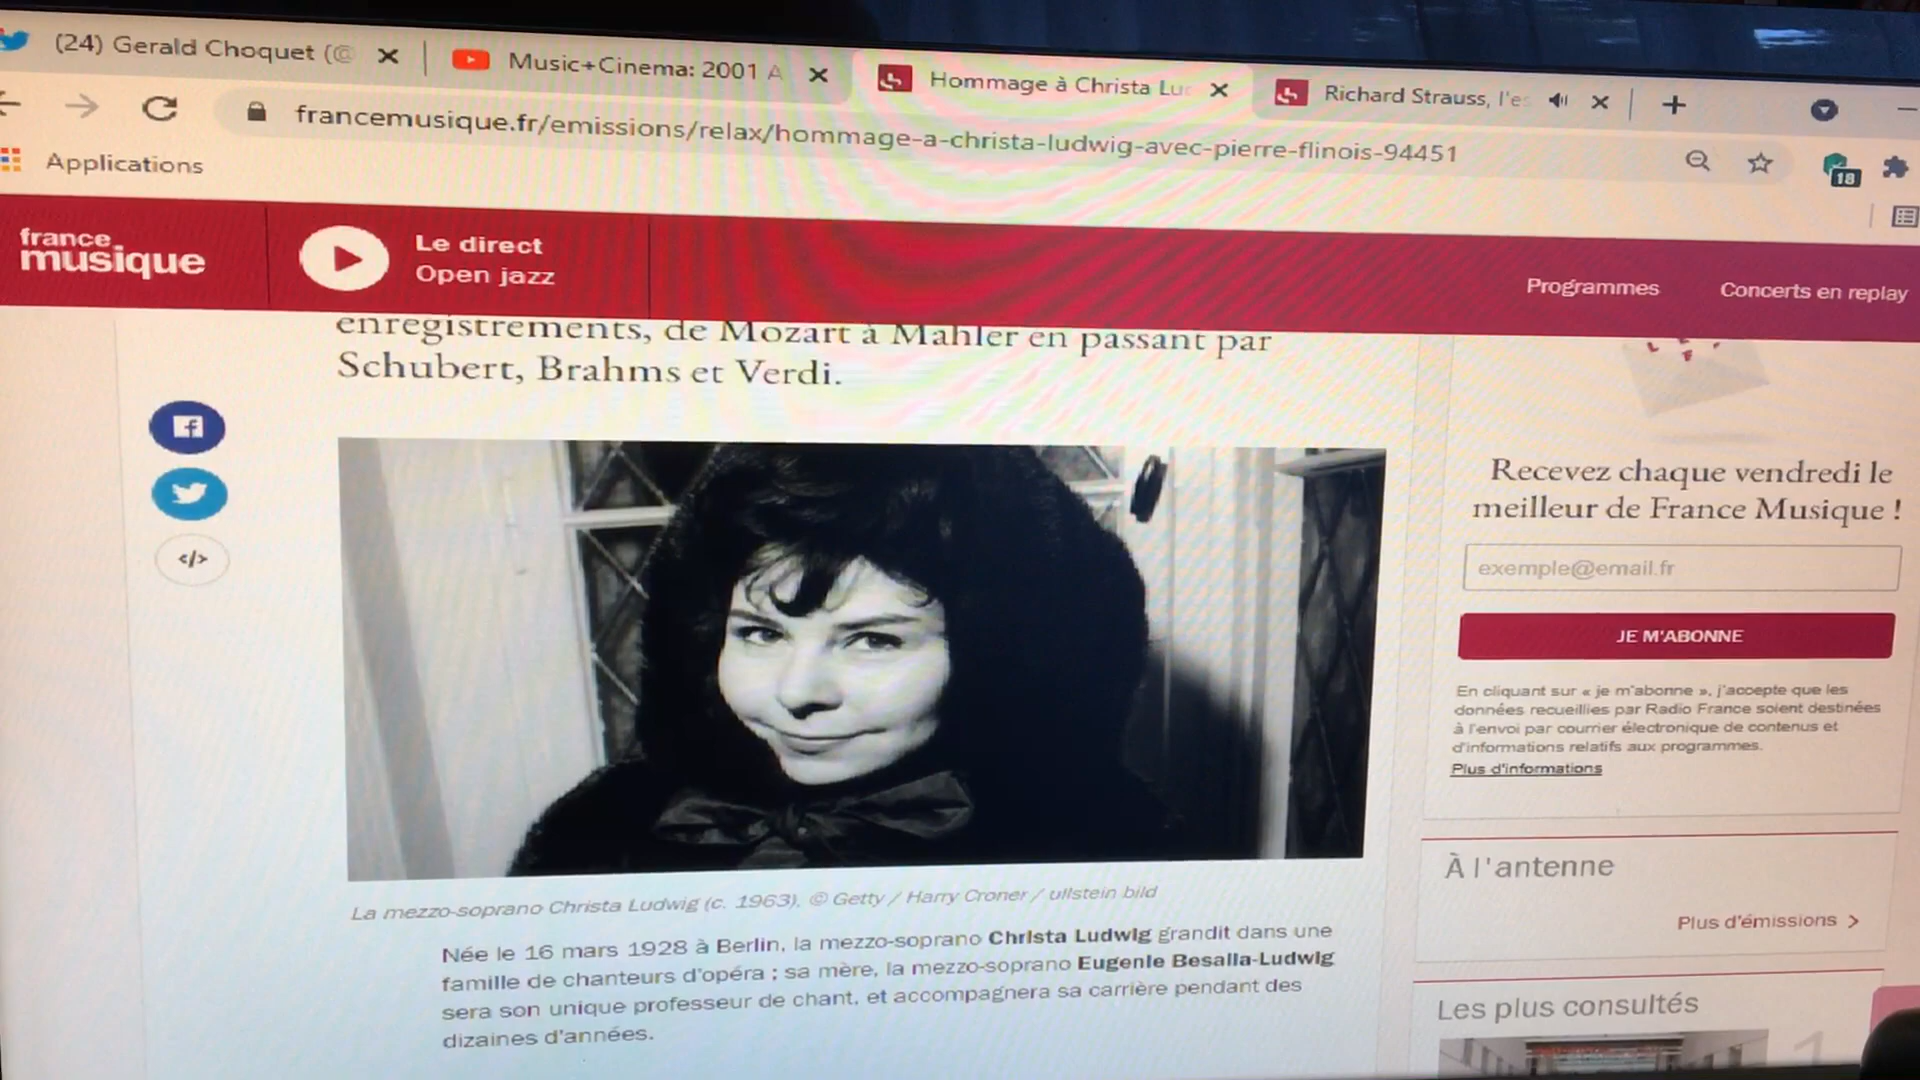 (24) Gerald Choquet (@
Music+Cinema: 2001 A
Hommage à Christa Lu
Richard Strauss, l'e
francemusique.fr/emissions/relax/hommage-a-christa-ludwig-avec-pierre-flinois-94451
18
Applications
france
musique
Le direct
Open jazz
Programmes
Concerts en replay
enregistrements, de Mozart à Mahler en passant par
Schubert, Brahms et Verdi.
</>
La mezzo-soprano Christa Ludwig (c. 1963), © Getty / Harry Croner / ullstein bild
Née le 16 mars 1928 à Berlin, la mezzo-soprano Christa Ludwig grandit dans une
famille de chanteurs d'opéra ; sa mère, la mezzo-soprano Eugenie Besalla-Ludwig
sera son unique professeur de chant, et accompagnera sa carrière pendant des
dizaines d'années.
Recevez chaque vendredi le
meilleur de France Musique !
exemple@email.fr
JE M'ABONNE
En cliquant sur « je m'abonne », j'accepte que les
données recueillies par Radio France soient destinées
à l'envoi par courrier électronique de contenus et
d'informations relatifs aux programmes.
Plus d'informations
À l'antenne
Plus d'émissions >
Les plus consultés
1